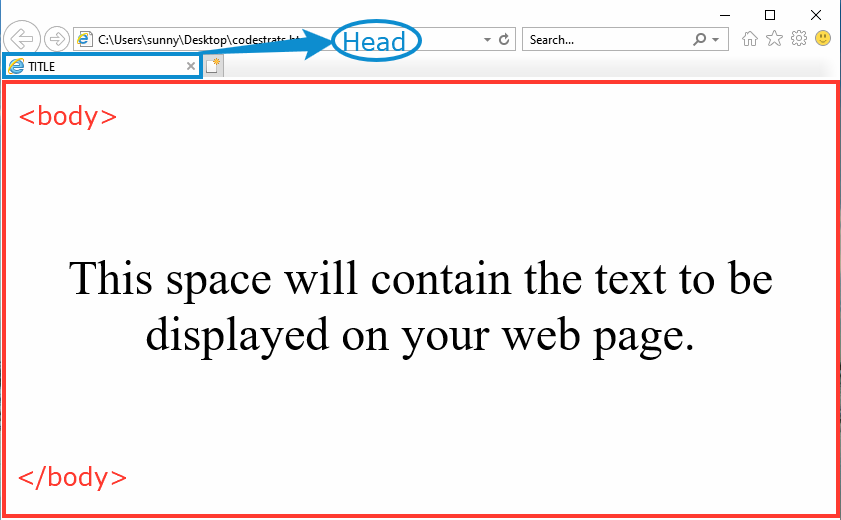 C:\Users\sunny\Desktop\codestrats.ht
Head
Search...
TITLE
<body>
This space will contain the text to be
displayed on your web page.
</body>